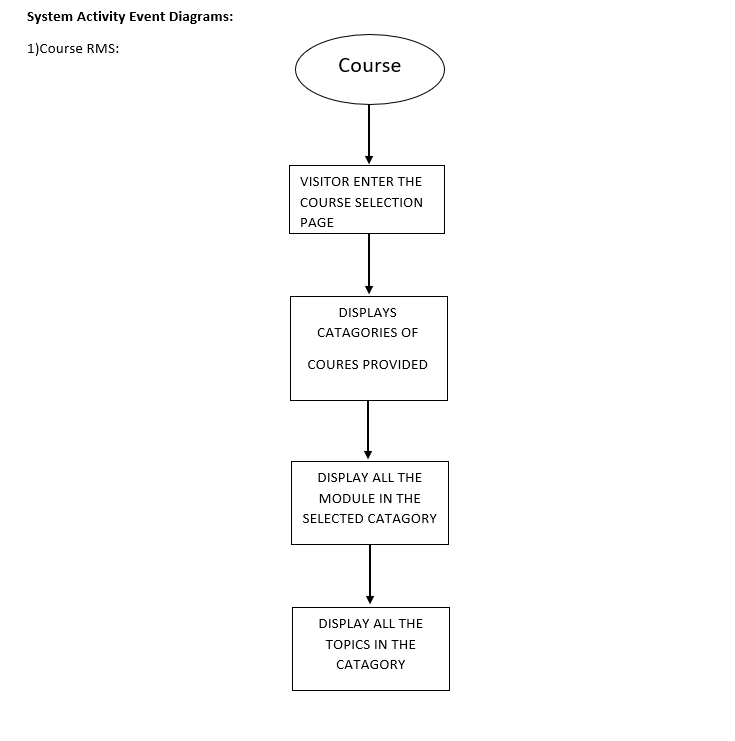 System Activity Event Diagrams:
1)Course RMS:
Course
VISITOR ENTER THE
COURSE SELECTION
PAGE
DISPLAYS
CATAGORIES OF
COURES PROVIDED
DISPLAY ALL THE
MODULE IN THE
SELECTED CATAGORY
DISPLAY ALL THE
TOPICS IN THE
CATAGORY